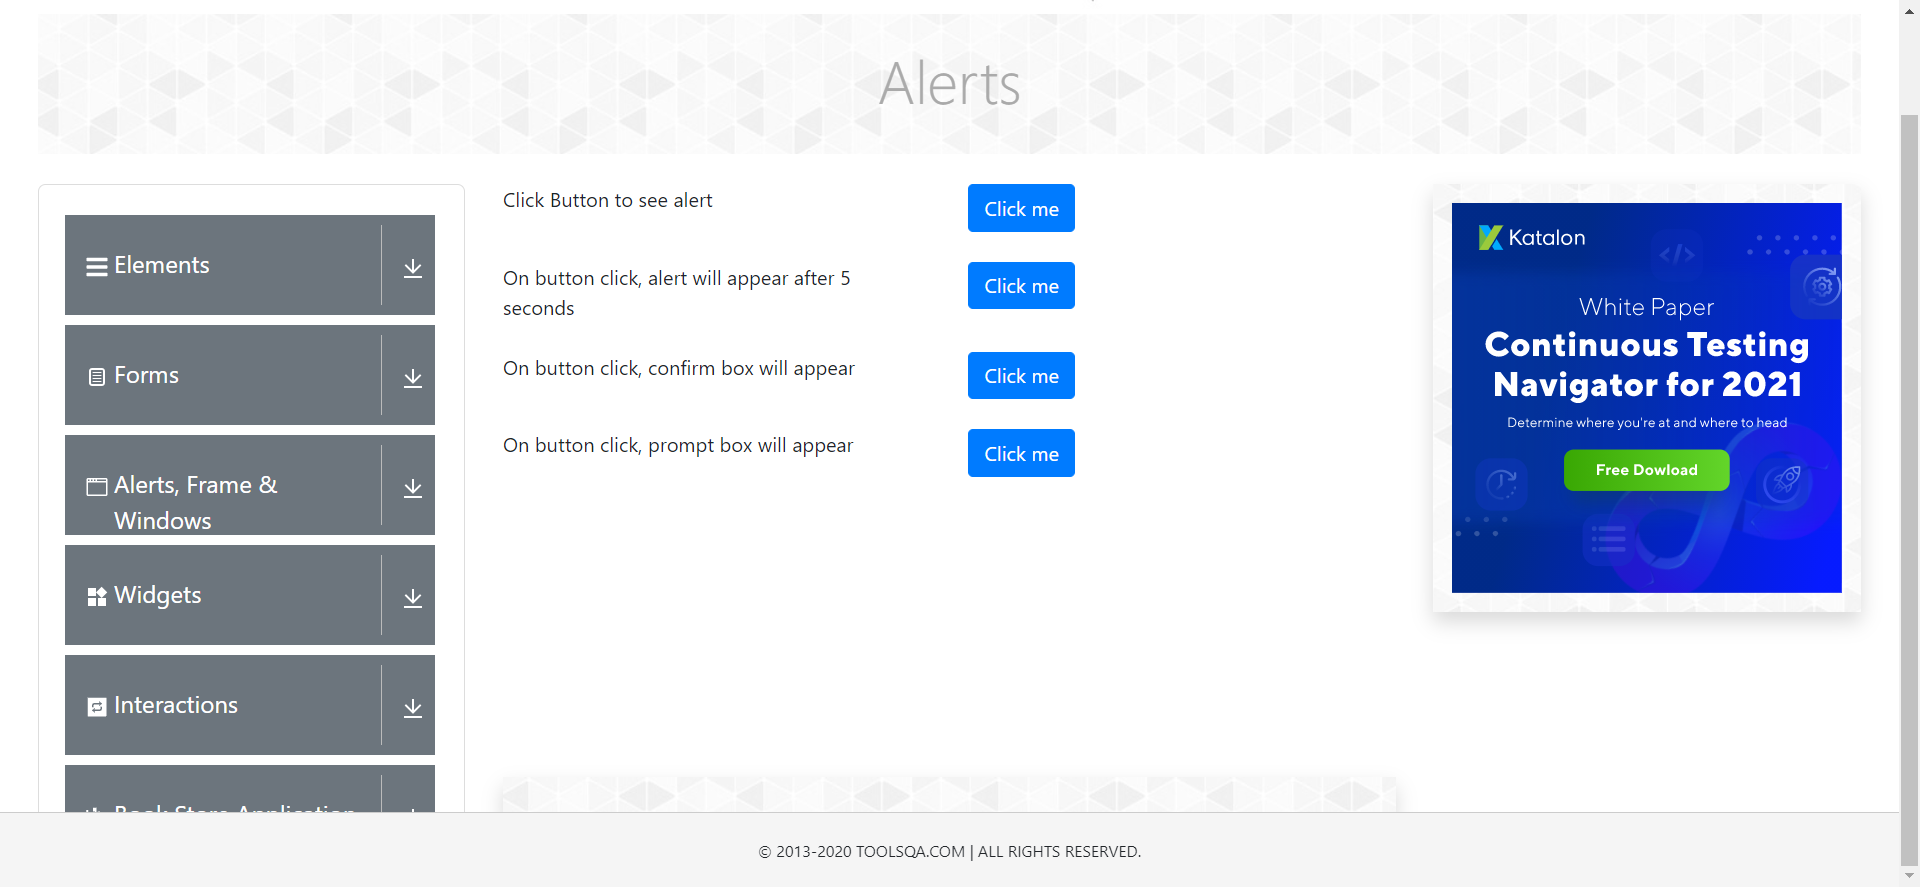 Alerts
Elements
Forms
Alerts, Frame &
Windows
Widgets
Interactions
Book Store Application
Click Button to see alert
Click me
On button click, alert will appear after 5
seconds
Click me
On button click, confirm box will appear
Click me
On button click, prompt box will appear
Click me
Katalon
White Paper
Continuous Testing
Navigator for 2021
Determine where you're at and where to head
Free Dowload
© 2013-2020 TOOLSQA.COM | ALL RIGHTS RESERVED.